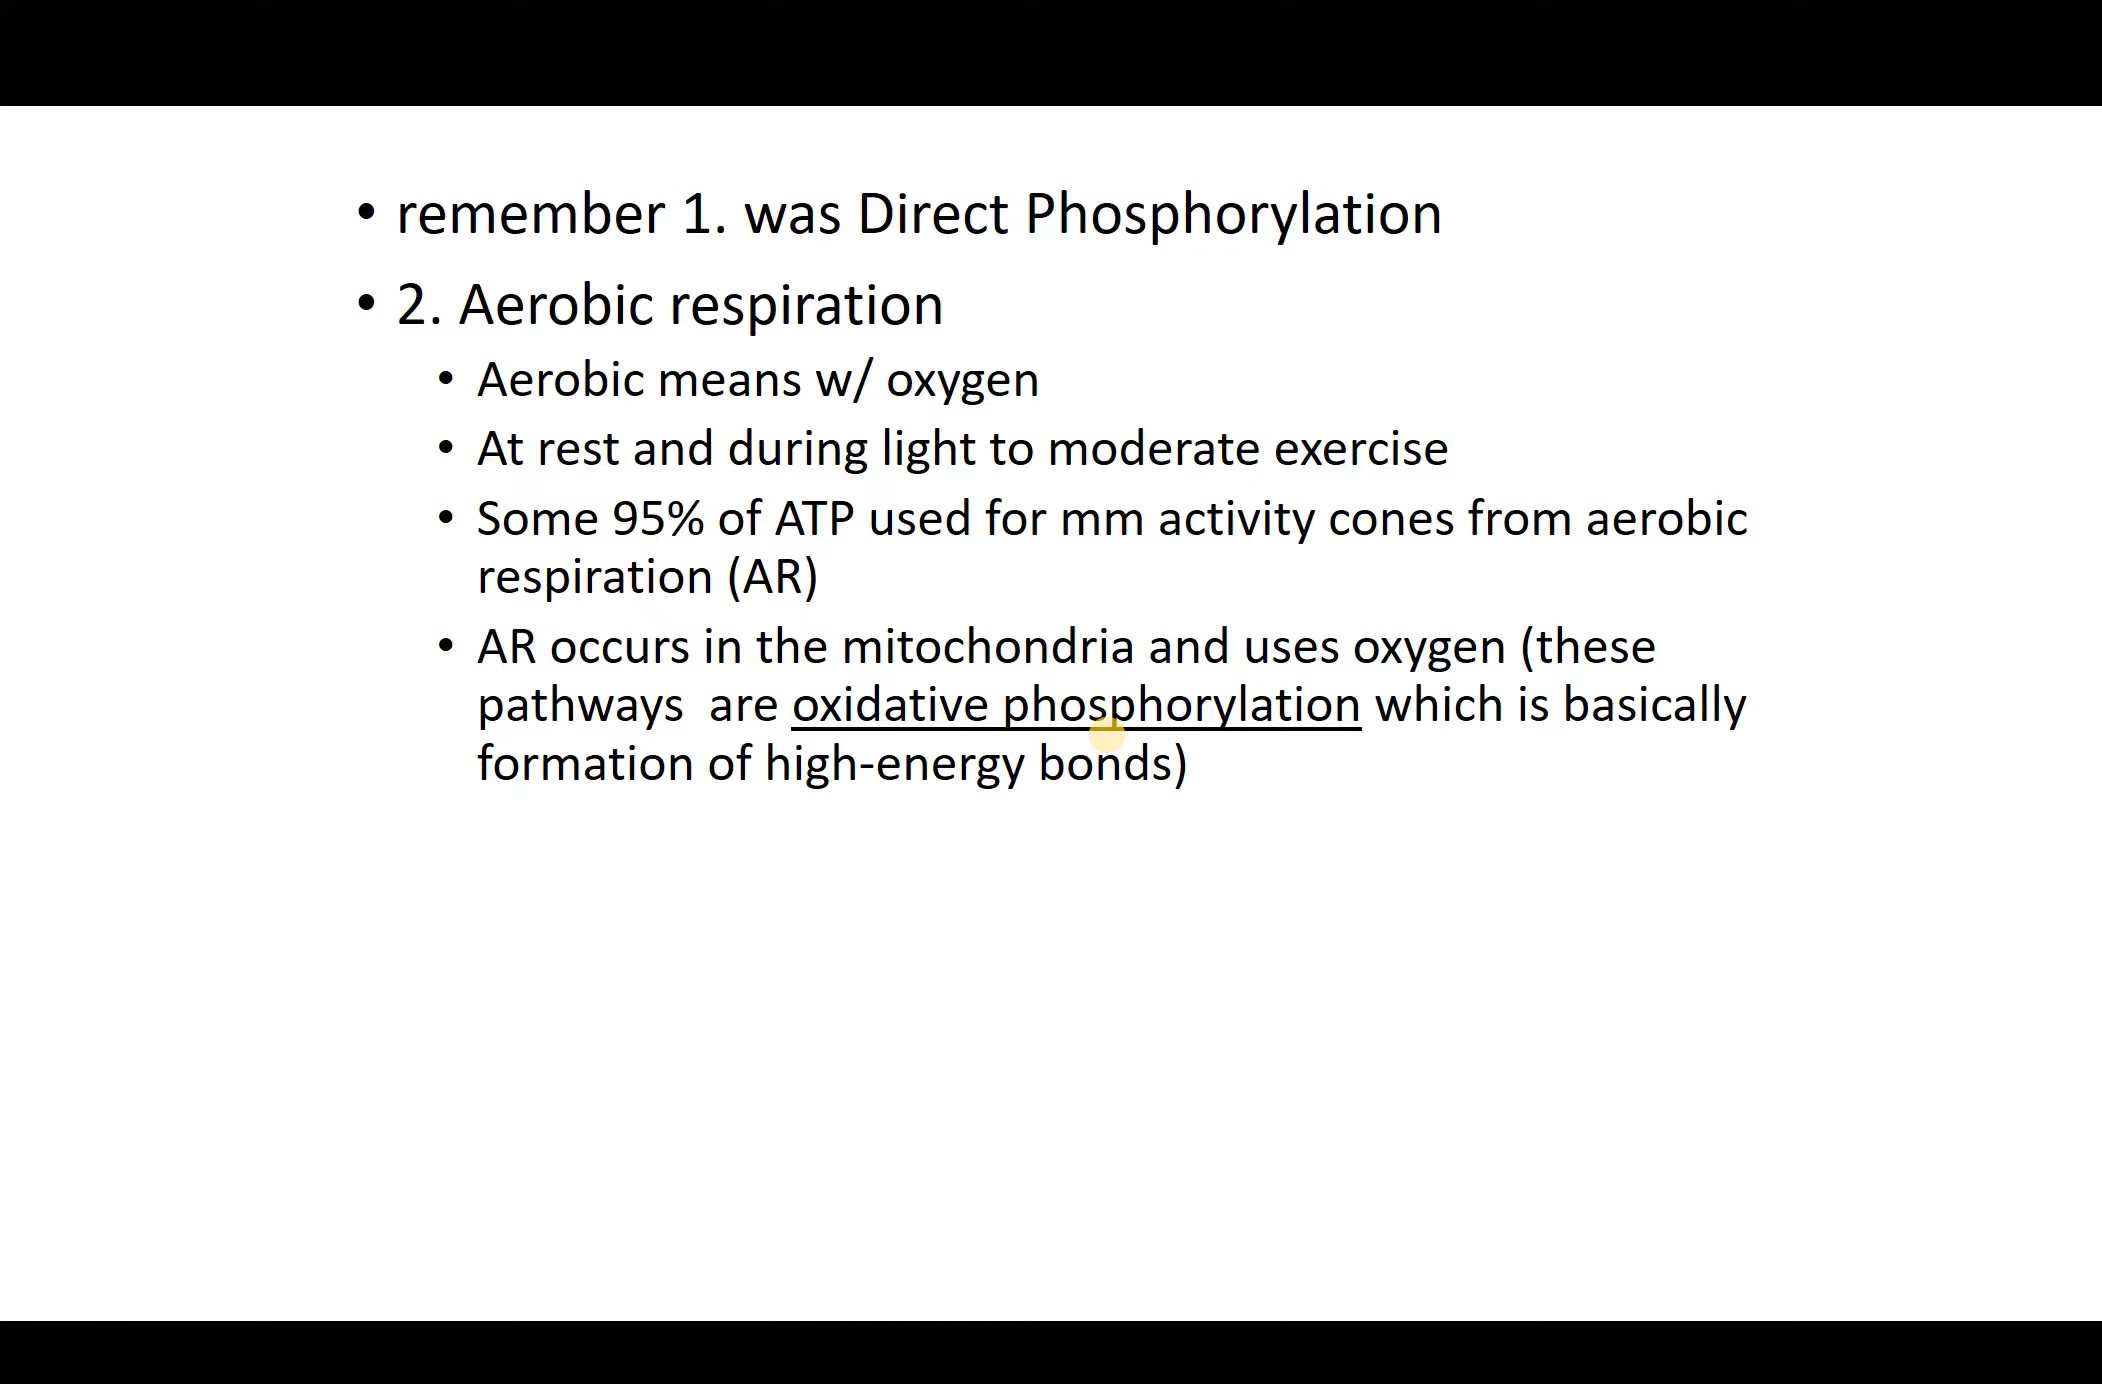 • remember 1. was Direct Phosphorylation
• 2. Aerobic respiration
• Aerobic means w/ oxygen
• At rest and during light to moderate exercise
• Some 95% of ATP used for mm activity cones from aerobic
respiration (AR)
• AR occurs in the mitochondria and uses oxygen (these
pathways  are oxidative phosphorylation which is basically
formation of high-energy bonds)